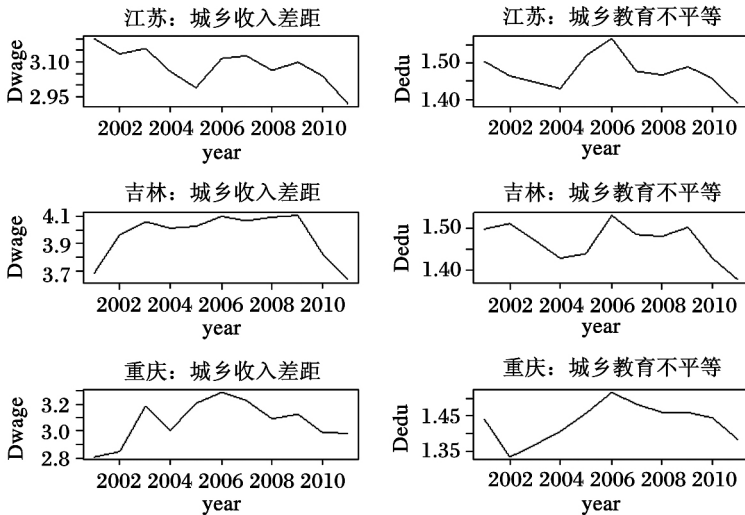 江苏：城乡收入差距
Dwage
3.10
2.95
2002 2004 2006 2008 2010
year
江苏：城乡教育不平等
Dedu
1.50
1.40
2002 2004 2006 2008 2010
year
吉林：城乡收入差距
Dwage
4.1
3.9
3.7
2002 2004 2006 2008 2010
year
吉林：城乡教育不平等
Dedu
1.50
1.40
2002 2004 2006 2008 2010
year
重庆：城乡收入差距
Dwage
3.2
3.0
2.8
2002 2004 2006 2008 2010
year
重庆：城乡教育不平等
Dedu
1.45
1.35
2002 2004 2006 2008 2010
year